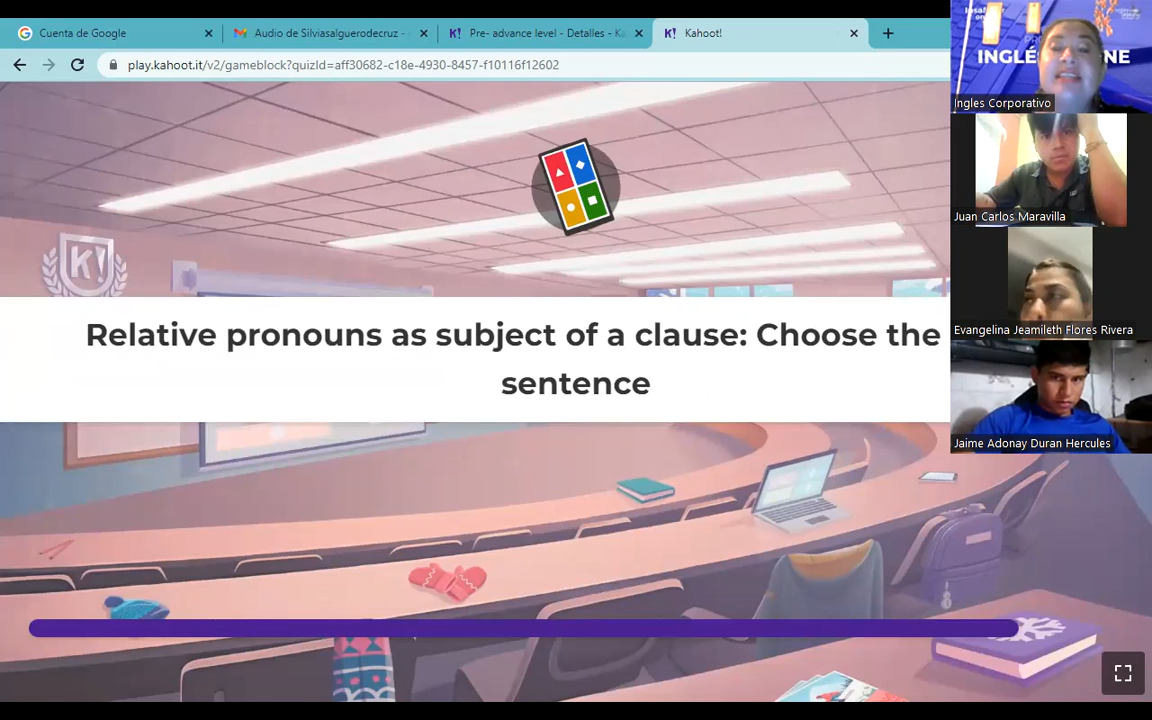 Cuenta de Google
Audio de Silviasalguerodecruz -
K! Pre- advance level - Detalles - Ka
K! Kahoot!
play.kahoot.it/v2/gameblock?quizId=aff30682-c18e-4930-8457-f10116f12602
K!
Relative pronouns as subject of a clause: Choose the
sentence
INGLÉ
NE
Ingles Corporativo
Juan Carlos Maravilla
Evangelina Jeamileth Flores Rivera
Jaime Adonay Duran Hercules